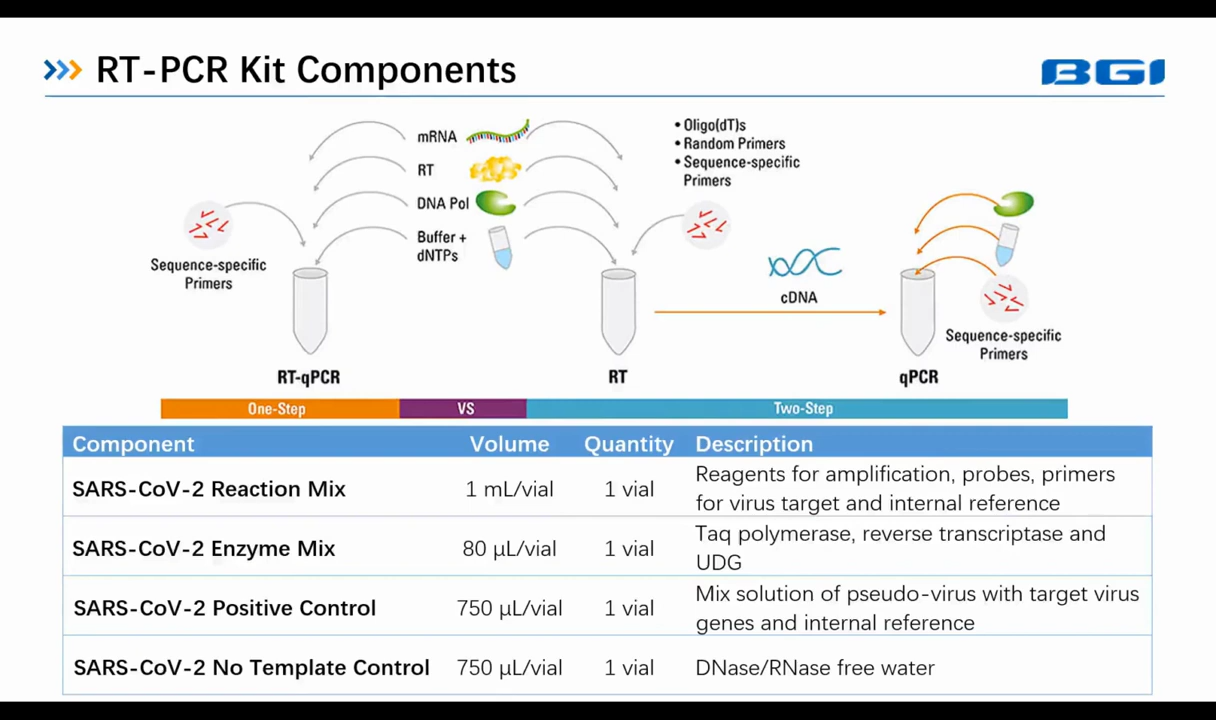 RT-PCR Kit Components
BGI
mRNA
RT
DNA Pol
Buffer +
dNTPs
Sequence-specific
Primers
• Oligo(dT)s
• Random Primers
• Sequence-specific
Primers
cDNA
Sequence-specific
Primers
RT-qPCR
RT
qPCR
One-Step
VS
Two-Step
Component Volume Quantity Description
SARS-CoV-2 Reaction Mix 1 mL/vial 1 vial Reagents for amplification, probes, primers
for virus target and internal reference
SARS-CoV-2 Enzyme Mix 80 μL/vial 1 vial Taq polymerase, reverse transcriptase and
UDG
SARS-CoV-2 Positive Control 750 μL/vial 1 vial Mix solution of pseudo-virus with target virus
genes and internal reference
SARS-CoV-2 No Template Control 750 μL/vial 1 vial DNase/RNase free water